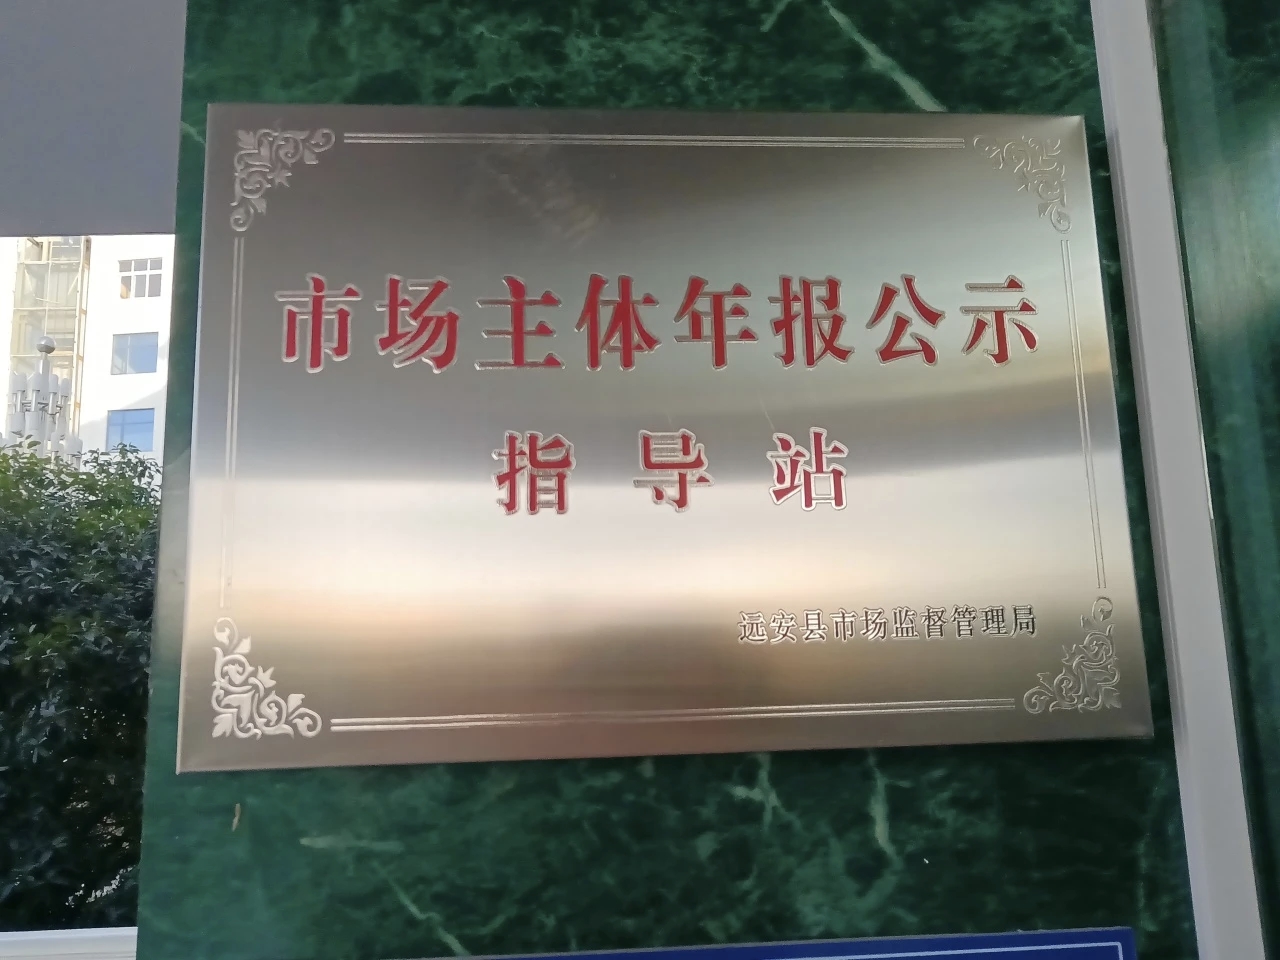 市场主体年报公示
指导站
远安县市场监督管理局